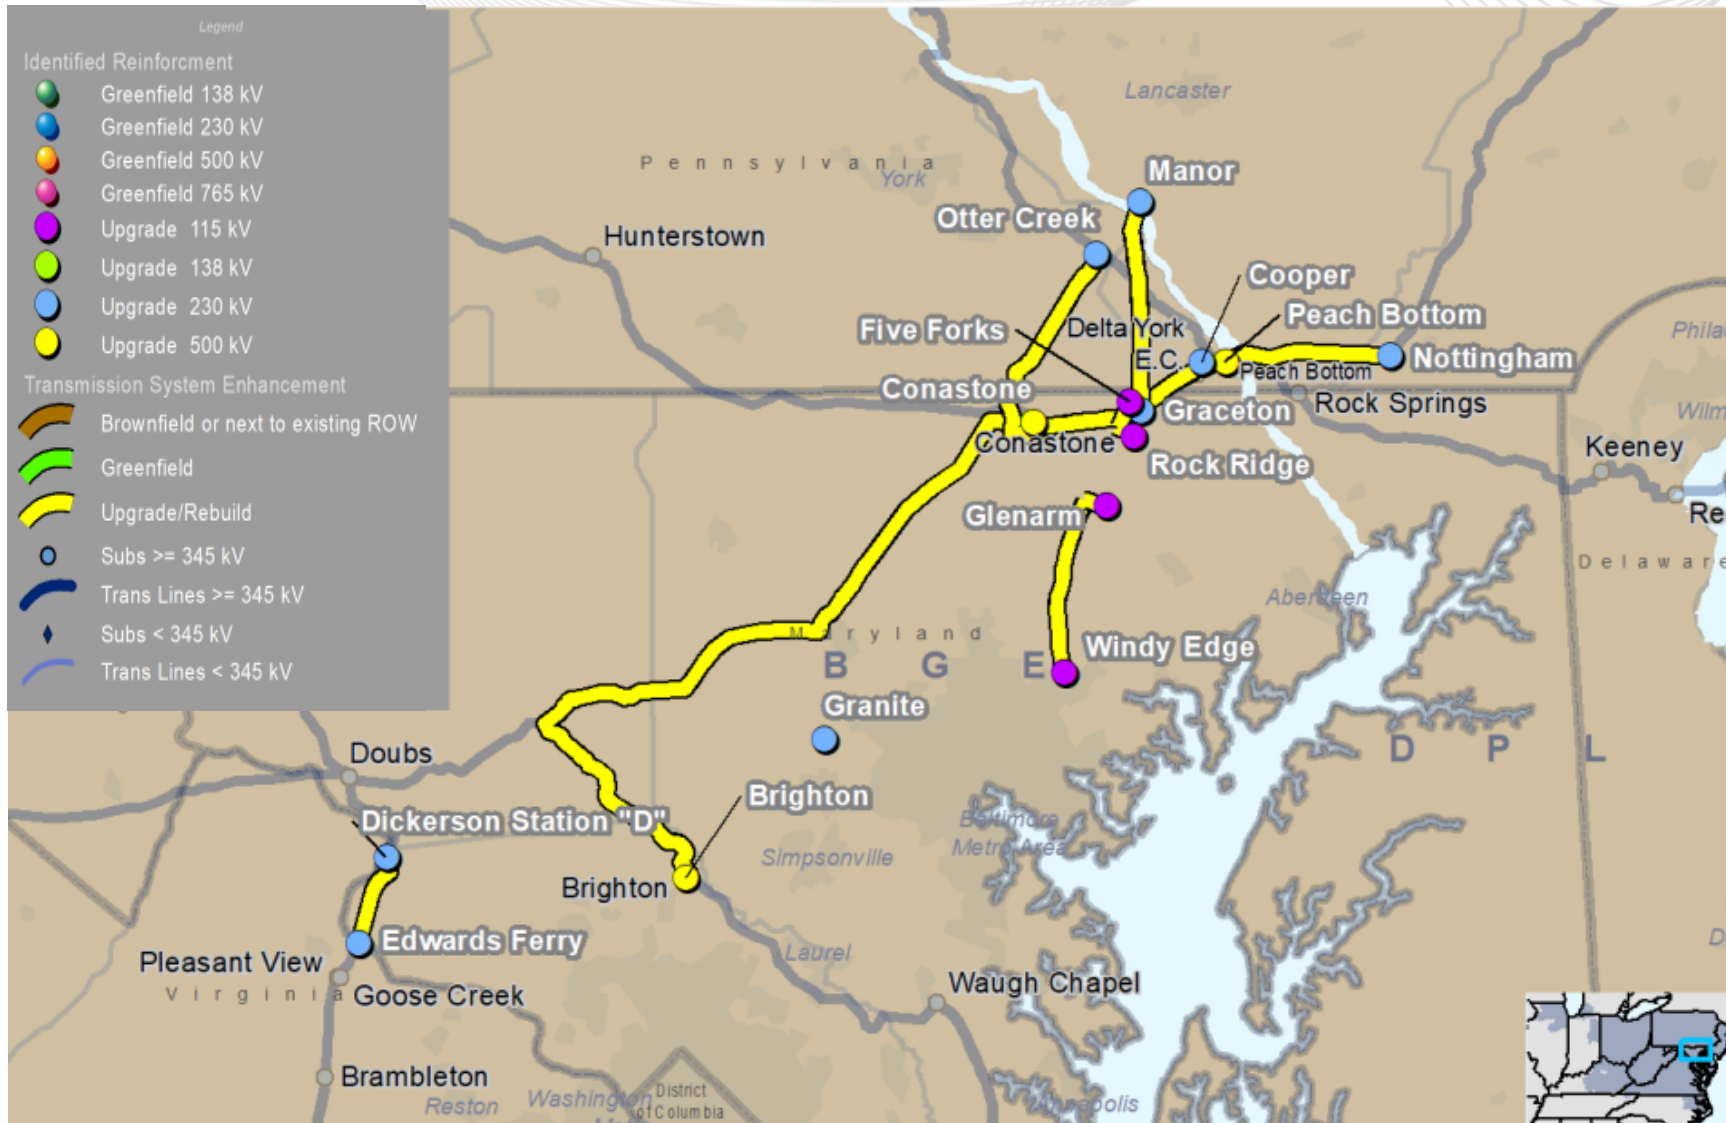 Legend
Identified Reinforcment
Greenfield 138 kV
Greenfield 230 kV
Greenfield 500 kV
Greenfield 765 kV
Upgrade 115 kV
Upgrade 138 kV
Upgrade 230 kV
Upgrade 500 kV
Transmission System Enhancement
Brownfield or next to existing ROW
Greenfield
Upgrade/Rebuild
Subs >= 345 kV
Trans Lines >= 345 kV
Subs < 345 kV
Trans Lines < 345 kV
Lancaster
Pennsylvania
York
Manor
Otter Creek
Hunterstown
Cooper
Peach Bottom
Five Forks
Delta York
E.C.
Peach Bottom
Nottingham
Conastone
Graceton
Rock Springs
Conastone
Rock Ridge
Keeney
Glenarm
Delaware
Aberdeen
Maryland
Windy Edge
B G E
Granite
D P L
Doubs
Brighton
Dickerson Station "D"
Baltimore
Metro Area
Simpsonville
Brighton
Edwards Ferry
Laurel
Pleasant View
Virginia
Goose Creek
Waugh Chapel
Brambleton
Reston
Washington
District
of Columbia
Annapolis